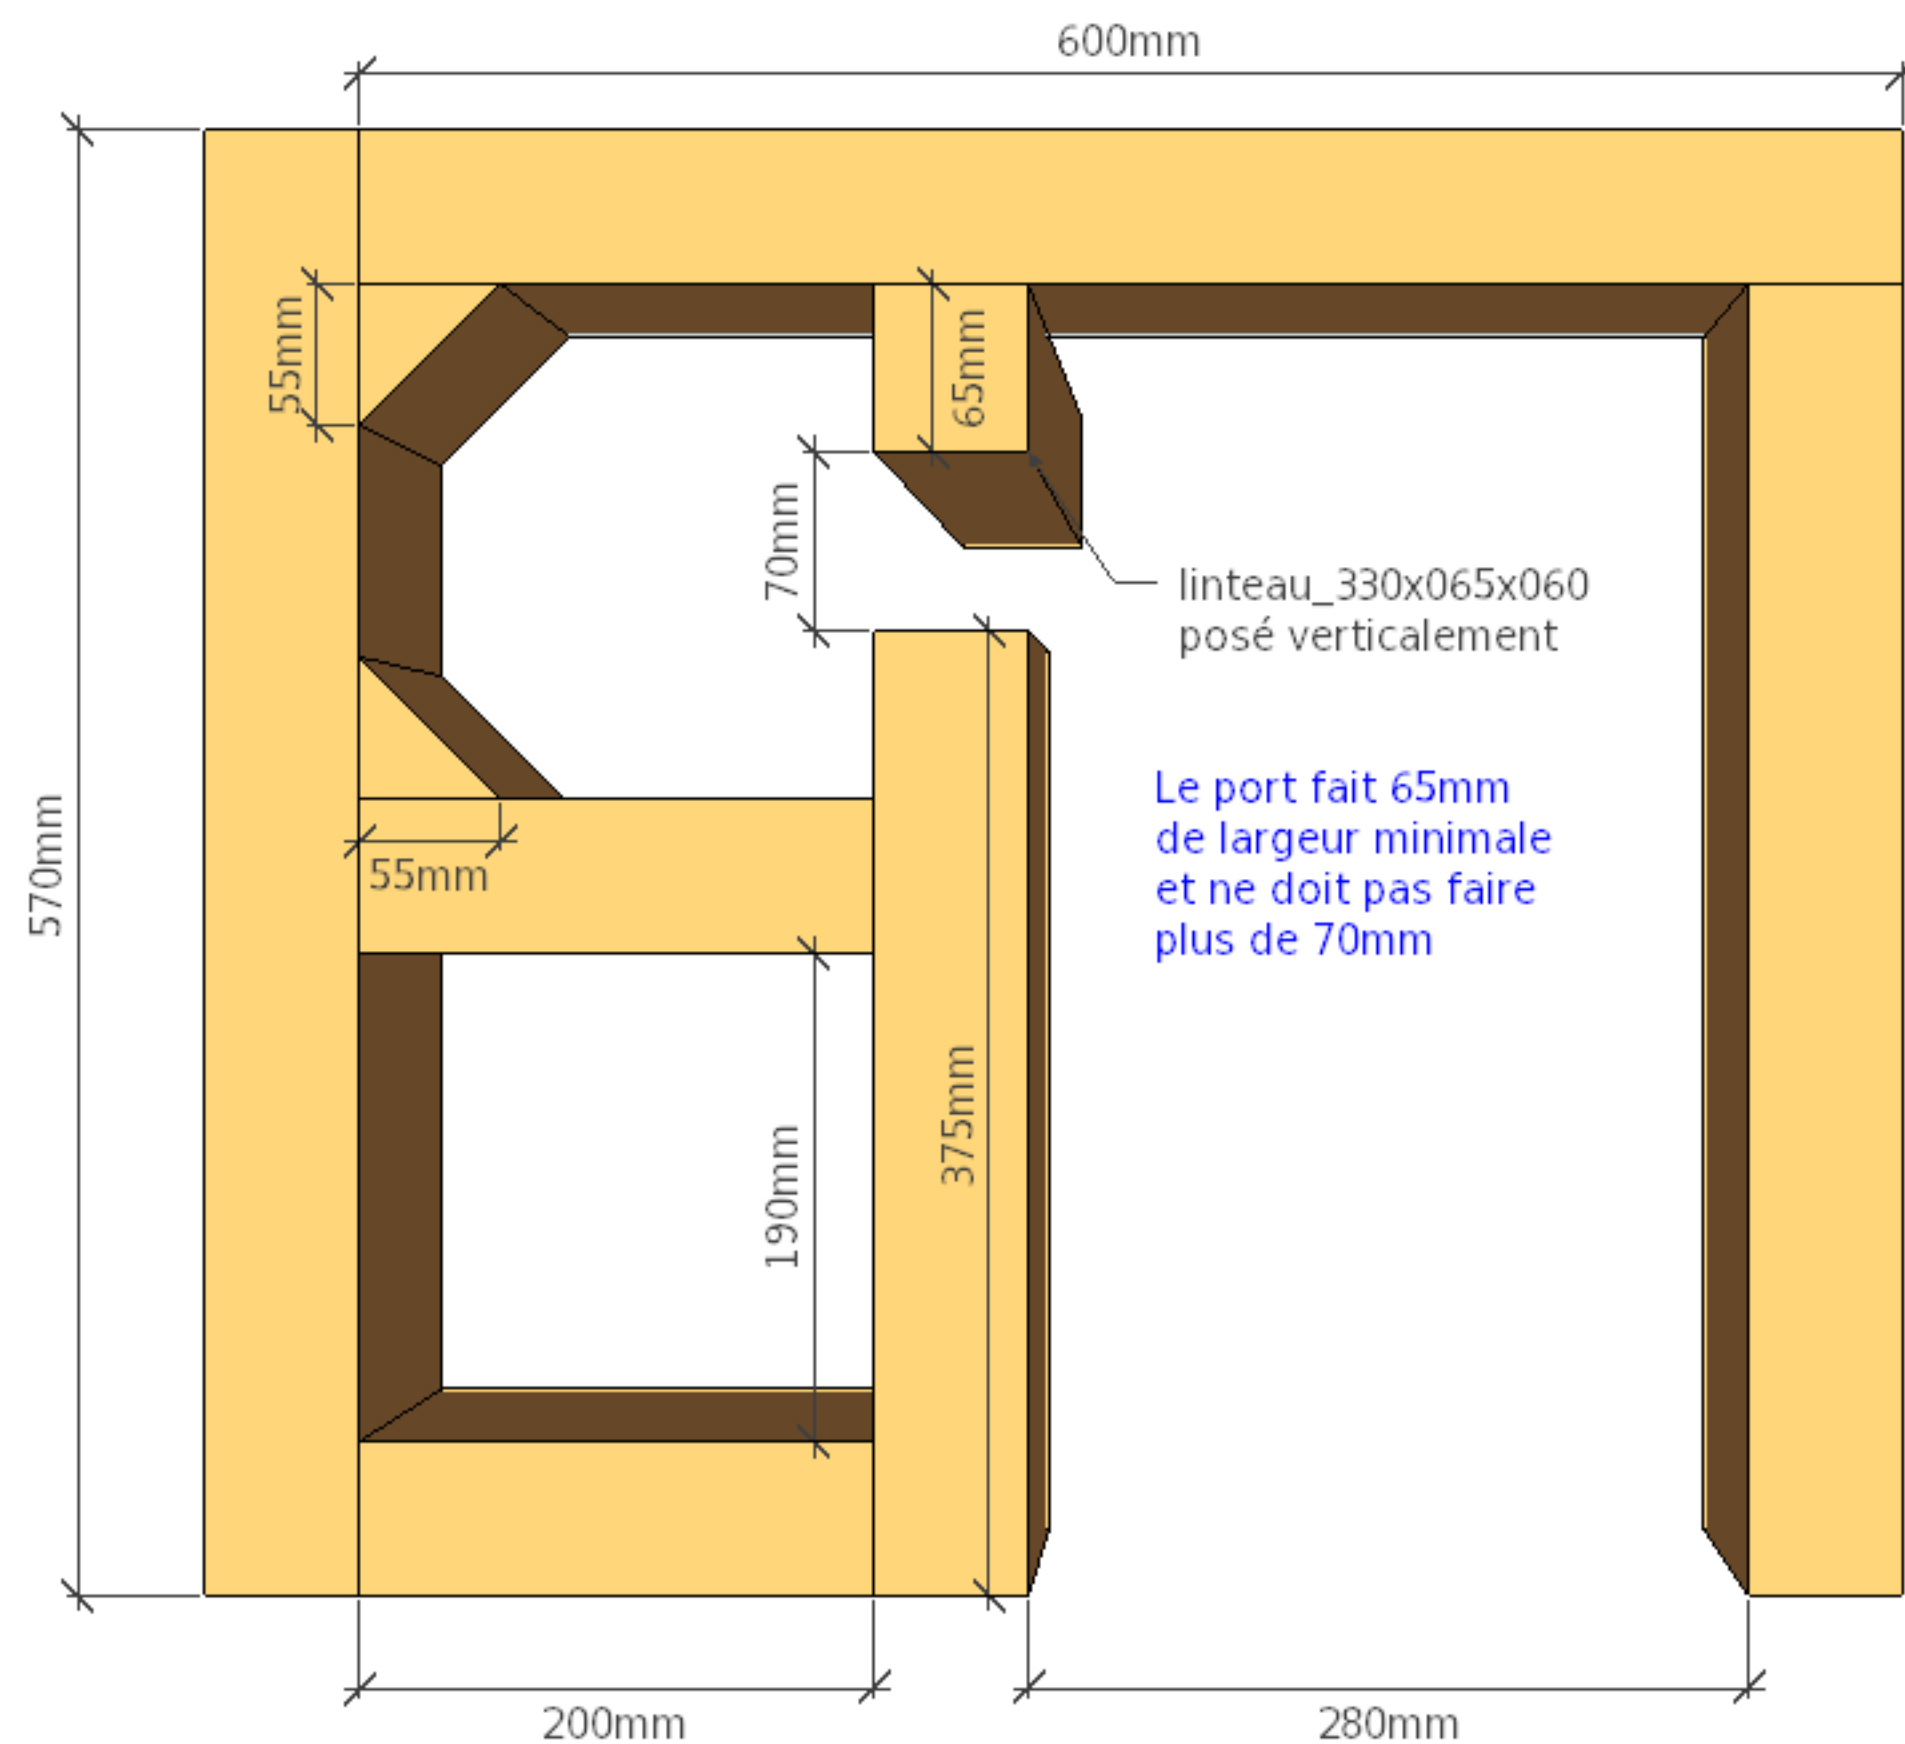 600mm
55mm
65mm
70mm
linteau_330x065x060
posé verticalement
Le port fait 65mm
de largeur minimale
et ne doit pas faire
plus de 70mm
570mm
55mm
375mm
190mm
200mm
280mm